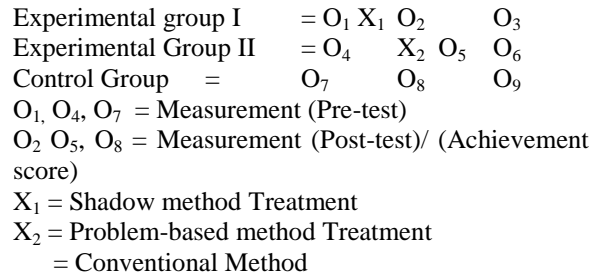 Experimental group I = O₁ X₁ O₂ O₃
Experimental Group II = O₄ X₂ O₅ O₆
Control Group = O₇ O₈ O₉
O₁, O₄, O₇ = Measurement (Pre-test)
O₂ O₅, O₈ = Measurement (Post-test)/ (Achievement
score)
X₁ = Shadow method Treatment
X₂ = Problem-based method Treatment
= Conventional Method